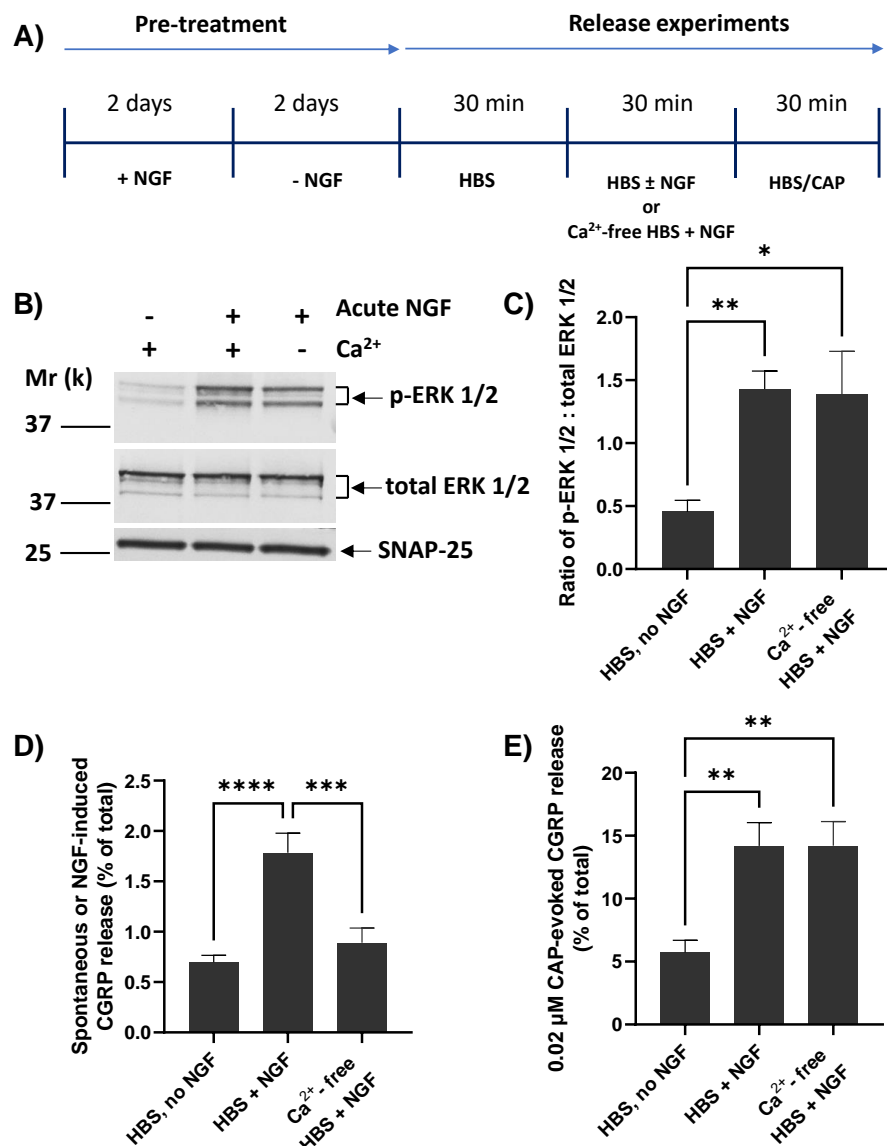 A)
Pre-treatment
Release experiments
2 days
2 days
30 min
30 min
30 min
+ NGF
- NGF
HBS
HBS ± NGF
or
Ca²⁺-free HBS + NGF
HBS/CAP
B)
- + + Acute NGF
+ + - Ca²⁺
Mr (k)
p-ERK 1/2
37
total ERK 1/2
37
25
SNAP-25
C)
Ratio of p-ERK 1/2 : total ERK 1/2
2.0
1.5
1.0
0.5
0.0
*
**
HBS, no NGF
HBS + NGF
Ca²⁺- free
HBS + NGF
D)
Spontaneous or NGF-induced
CGRP release (% of total)
2.5
2.0
1.5
1.0
0.5
0.0
****
***
HBS, no NGF
HBS + NGF
Ca²⁺- free
HBS + NGF
E)
0.02 µM CAP-evoked CGRP release
(% of total)
20
15
10
5
0
**
**
HBS, no NGF
HBS + NGF
Ca²⁺- free
HBS + NGF